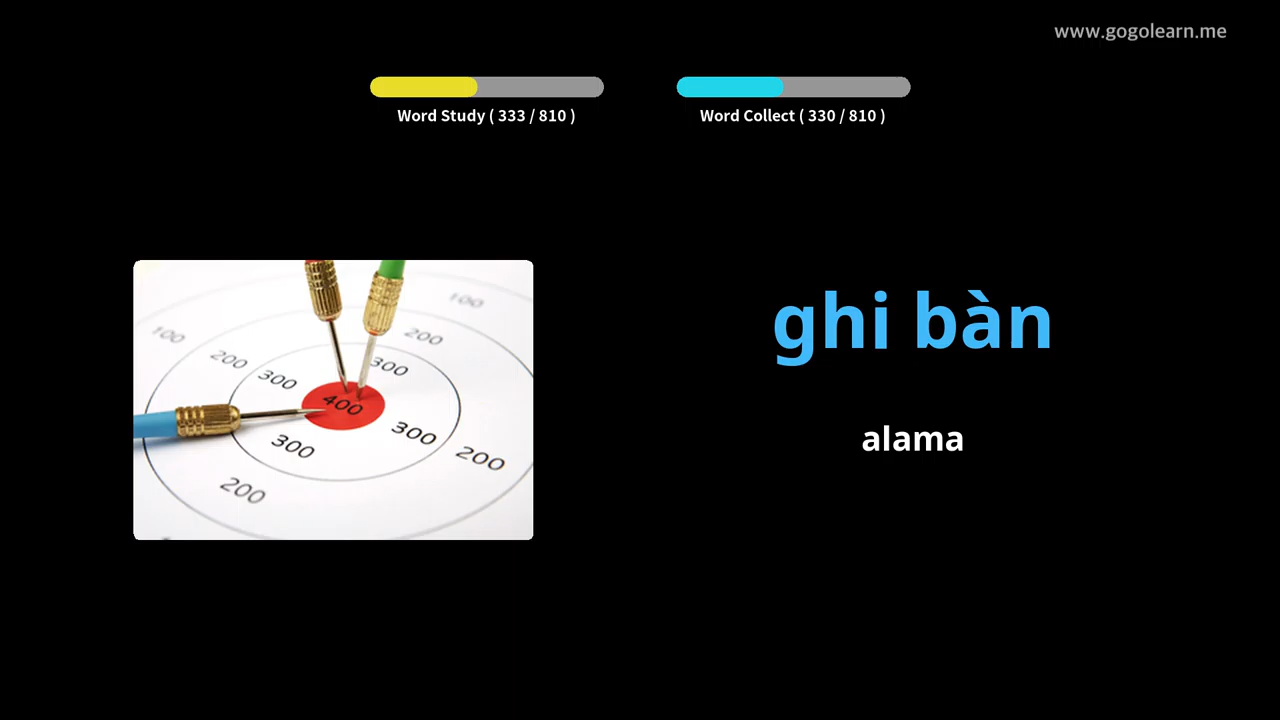 www.gogolearn.me
Word Study ( 333 / 810 )
Word Collect ( 330 / 810 )
ghi bàn
alama
100
100
200
200
300
300
400
300
300
200
200